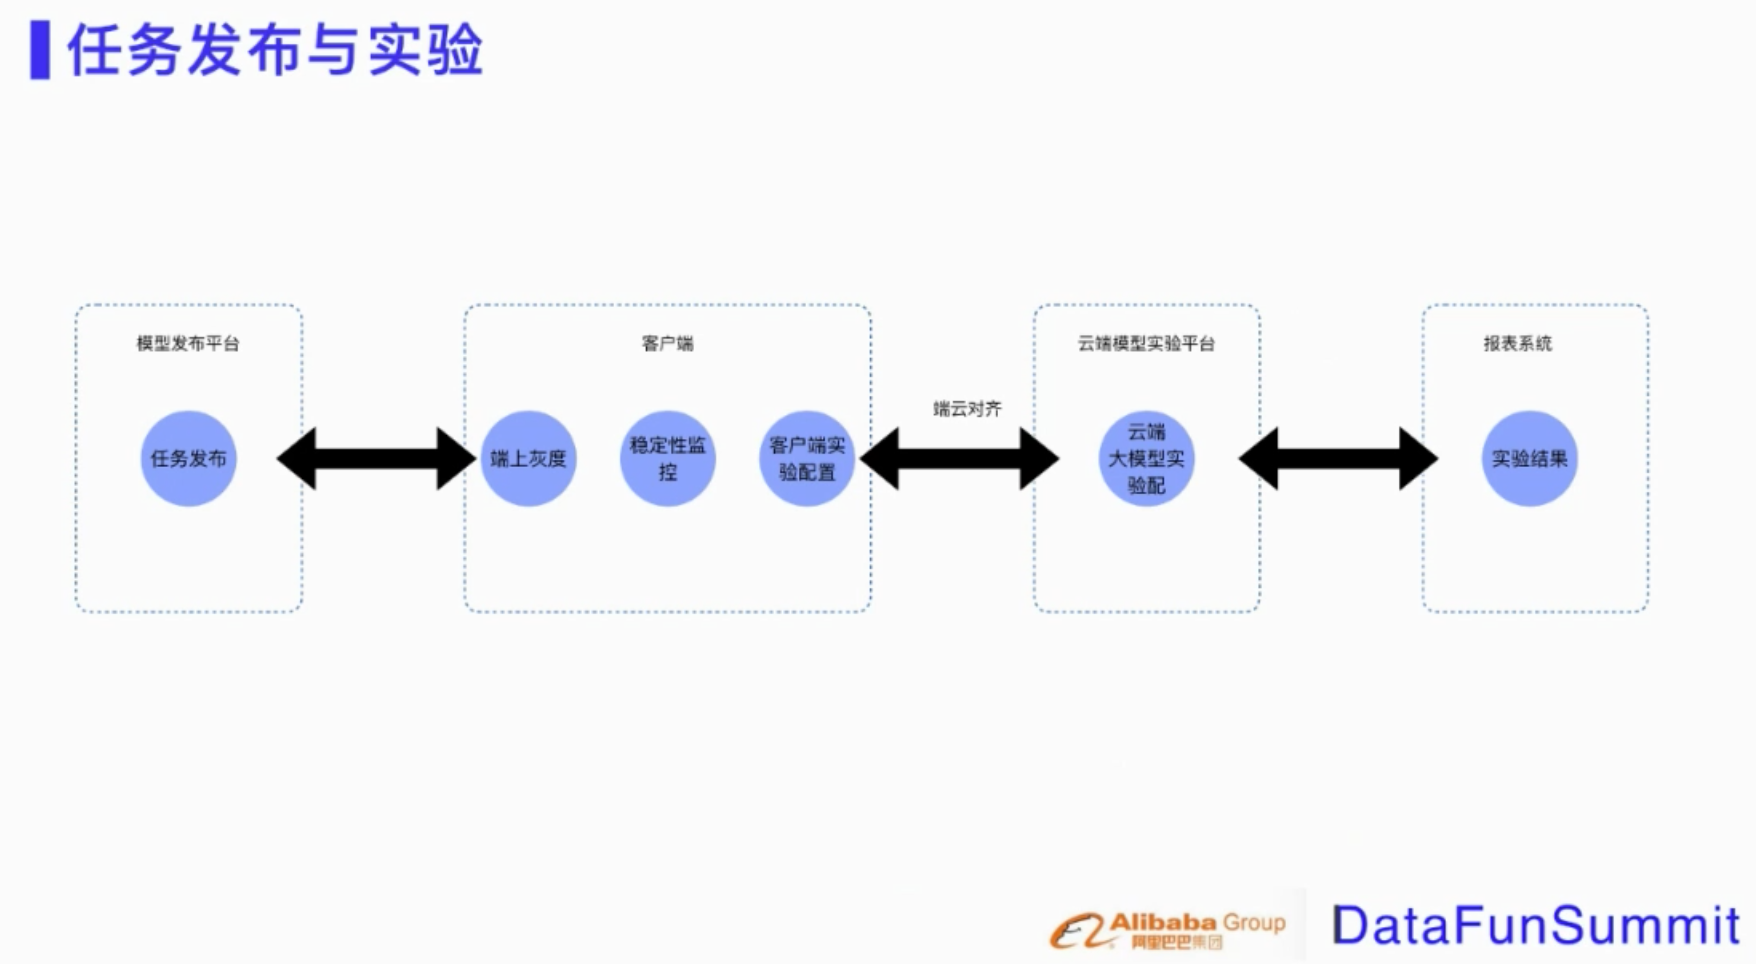 任务发布与实验
模型发布平台
任务发布
客户端
端上灰度
稳定性监
控
客户端实
验配置
端云对齐
云端模型实验平台
云端
大模型实
验配
报表系统
实验结果
Alibaba Group
阿里巴巴集团
DataFunSummit